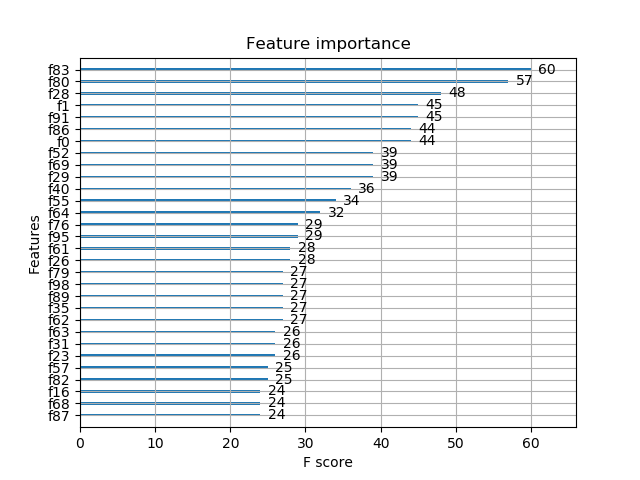 Feature importance
f83 60
f80 57
f28 48
f1 45
f91 45
f86 44
f0 44
f52 39
f69 39
f29 39
f40 36
f55 34
f64 32
f76 29
f95 29
f61 28
f26 28
f79 27
f98 27
f89 27
f35 27
f62 27
f63 26
f31 26
f23 26
f57 25
f82 25
f16 24
f68 24
f87 24
Features
0 10 20 30 40 50 60
F score